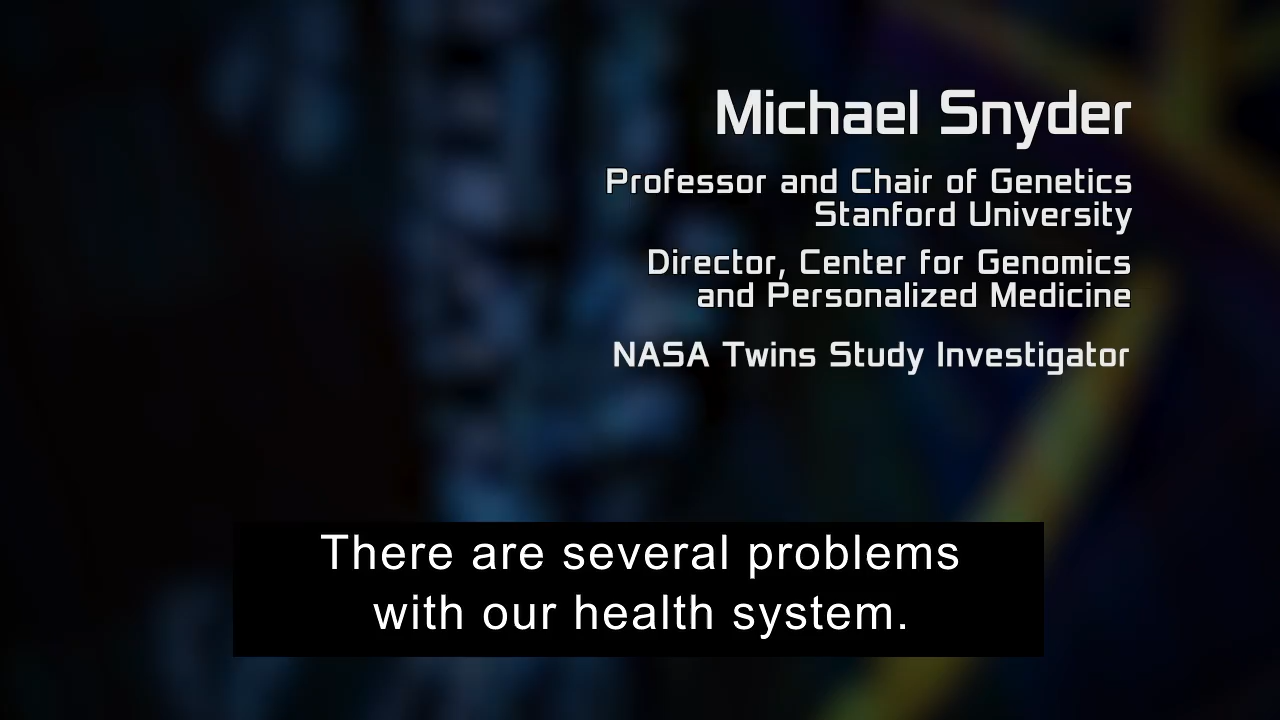 Michael Snyder
Professor and Chair of Genetics
Stanford University
Director, Center for Genomics
and Personalized Medicine
NASA Twins Study Investigator
There are several problems
with our health system.